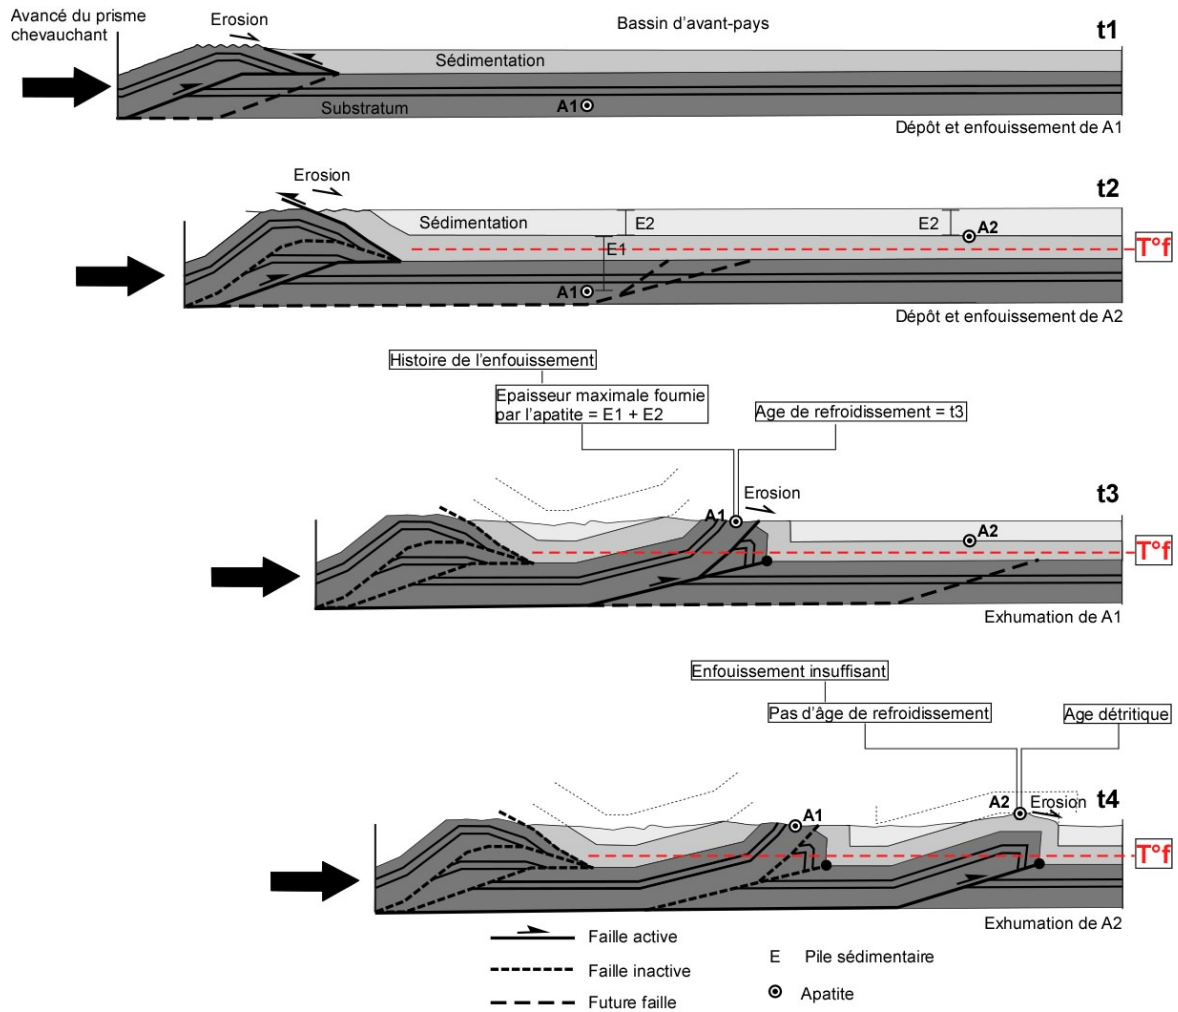 Avancé du prisme
chevauchant
Erosion
Bassin d'avant-pays
t1
Sédimentation
Substratum
A1
Dépôt et enfouissement de A1
Erosion
t2
Sédimentation
E2
E2
A2
E1
T°f
A1
Dépôt et enfouissement de A2
Histoire de l'enfouissement
Epaisseur maximale fournie
par l'apatite = E1 + E2
Age de refroidissement = t3
t3
Erosion
A1
A2
T°f
Exhumation de A1
Enfouissement insuffisant
Pas d'âge de refroidissement
Age détritique
t4
A2
Erosion
A1
T°f
Exhumation de A2
Faille active
Faille inactive
Future faille
E Pile sédimentaire
Apatite